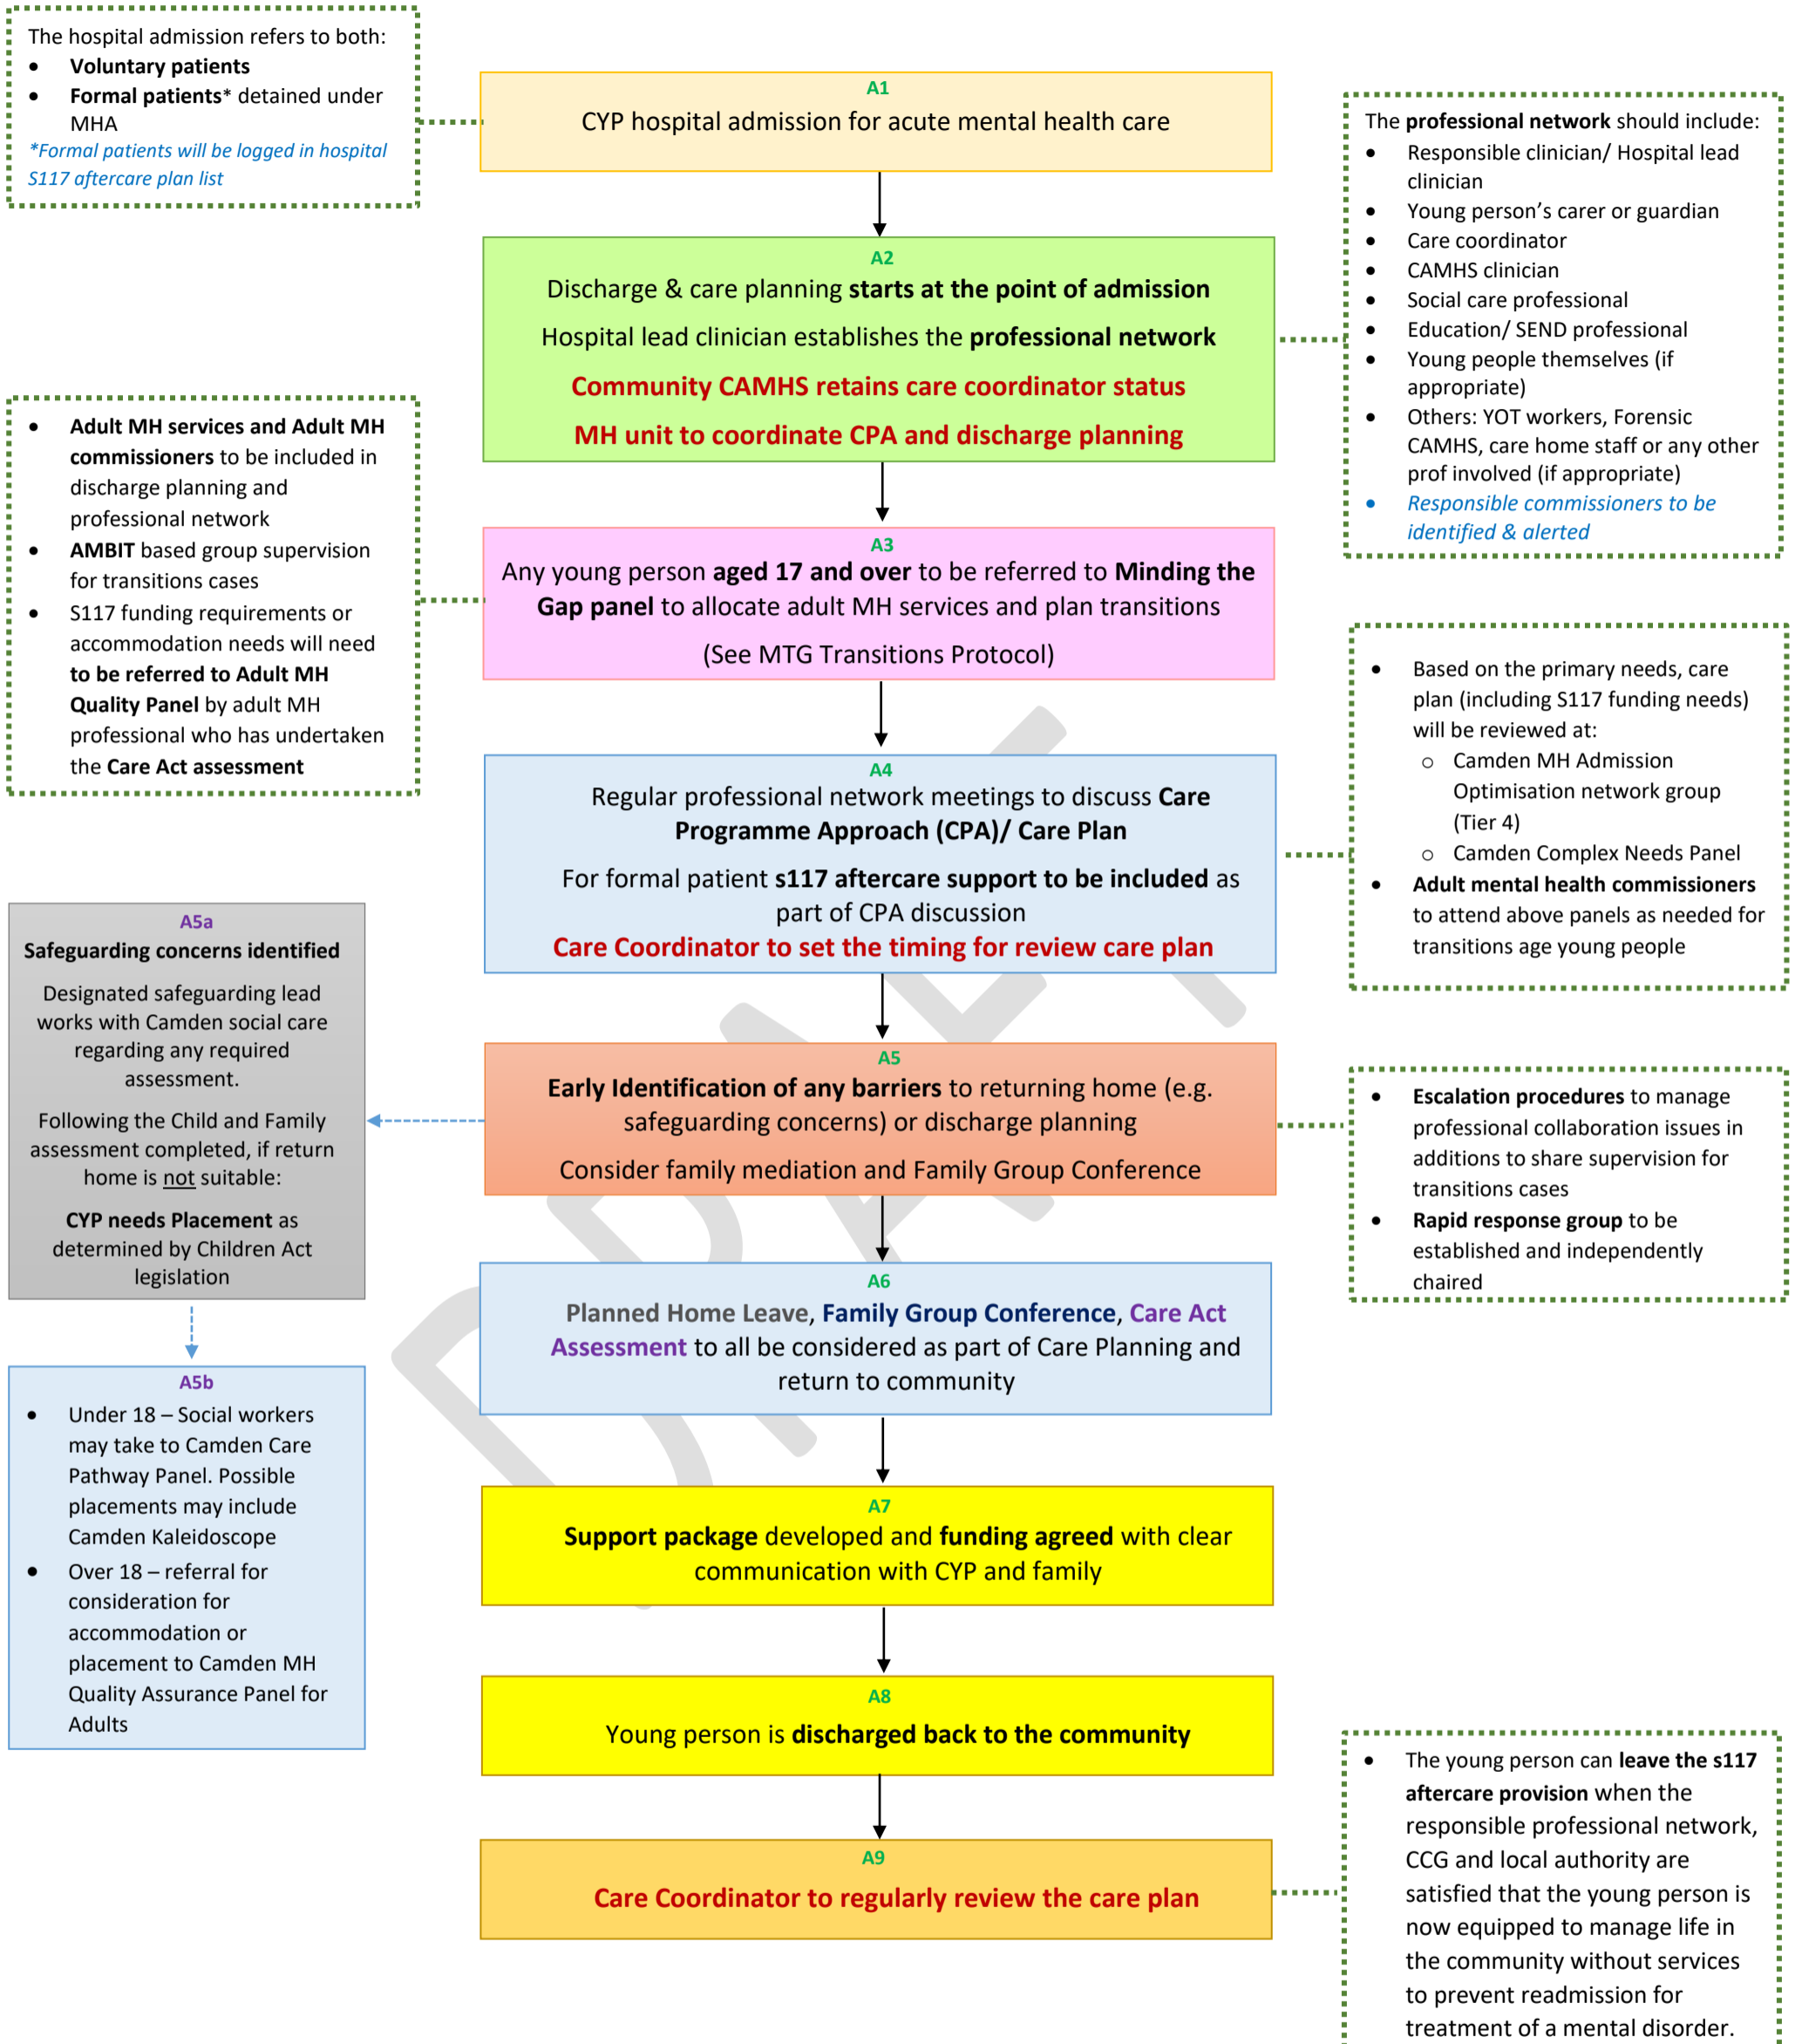 The hospital admission refers to both:
• Voluntary patients
• Formal patients* detained under
MHA
*Formal patients will be logged in hospital
S117 aftercare plan list
A1
CYP hospital admission for acute mental health care
The professional network should include:
• Responsible clinician/ Hospital lead
clinician
• Young person's carer or guardian
• Care coordinator
• CAMHS clinician
• Social care professional
• Education/ SEND professional
• Young people themselves (if
appropriate)
• Others: YOT workers, Forensic
CAMHS, care home staff or any other
prof involved (if appropriate)
• Responsible commissioners to be
identified & alerted
A2
Discharge & care planning starts at the point of admission
Hospital lead clinician establishes the professional network
Community CAMHS retains care coordinator status
MH unit to coordinate CPA and discharge planning
• Adult MH services and Adult MH
commissioners to be included in
discharge planning and
professional network
• AMBIT based group supervision
for transitions cases
• S117 funding requirements or
accommodation needs will need
to be referred to Adult MH
Quality Panel by adult MH
professional who has undertaken
the Care Act assessment
A3
Any young person aged 17 and over to be referred to Minding the
Gap panel to allocate adult MH services and plan transitions
(See MTG Transitions Protocol)
• Based on the primary needs, care
plan (including S117 funding needs)
will be reviewed at:
o Camden MH Admission
Optimisation network group
(Tier 4)
o Camden Complex Needs Panel
• Adult mental health commissioners
to attend above panels as needed for
transitions age young people
A4
Regular professional network meetings to discuss Care
Programme Approach (CPA)/ Care Plan
For formal patient s117 aftercare support to be included as
part of CPA discussion
Care Coordinator to set the timing for review care plan
A5a
Safeguarding concerns identified
Designated safeguarding lead
works with Camden social care
regarding any required
assessment.
Following the Child and Family
assessment completed, if return
home is not suitable:
CYP needs Placement as
determined by Children Act
legislation
A5
Early Identification of any barriers to returning home (e.g.
safeguarding concerns) or discharge planning
Consider family mediation and Family Group Conference
• Escalation procedures to manage
professional collaboration issues in
additions to share supervision for
transitions cases
• Rapid response group to be
established and independently
chaired
A6
Planned Home Leave, Family Group Conference, Care Act
Assessment to all be considered as part of Care Planning and
return to community
A5b
• Under 18 – Social workers
may take to Camden Care
Pathway Panel. Possible
placements may include
Camden Kaleidoscope
• Over 18 – referral for
consideration for
accommodation or
placement to Camden MH
Quality Assurance Panel for
Adults
A7
Support package developed and funding agreed with clear
communication with CYP and family
A8
Young person is discharged back to the community
A9
Care Coordinator to regularly review the care plan
• The young person can leave the s117
aftercare provision when the
responsible professional network,
CCG and local authority are
satisfied that the young person is
now equipped to manage life in
the community without services
to prevent readmission for
treatment of a mental disorder.
DRAFT